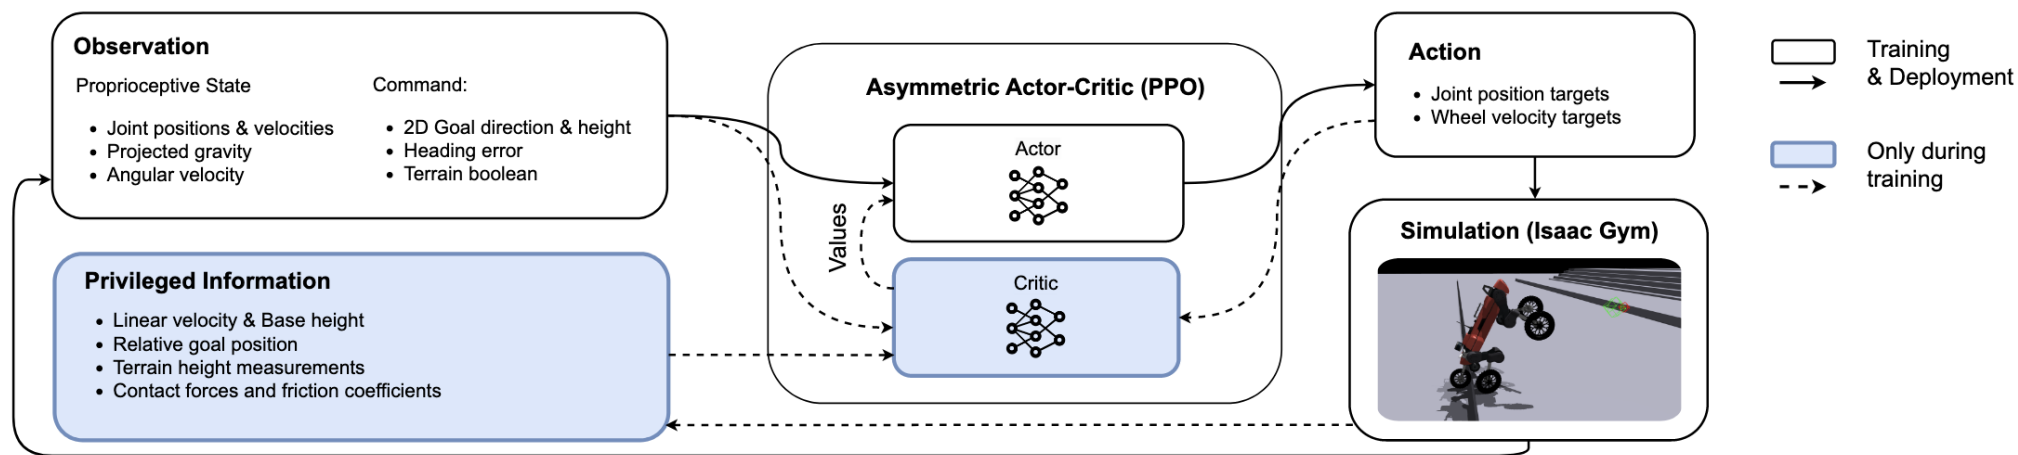 Observation
Proprioceptive State
• Joint positions & velocities
• Projected gravity
• Angular velocity
Command:
• 2D Goal direction & height
• Heading error
• Terrain boolean
Privileged Information
• Linear velocity & Base height
• Relative goal position
• Terrain height measurements
• Contact forces and friction coefficients
Asymmetric Actor-Critic (PPO)
Actor
Values
Critic
Action
• Joint position targets
• Wheel velocity targets
Simulation (Isaac Gym)
Training
& Deployment
Only during
training